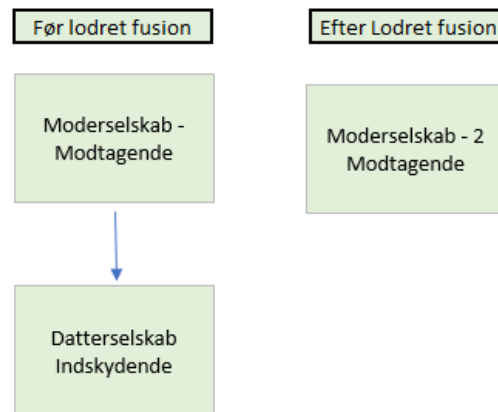 Før lodret fusion
Efter Lodret fusion
Moderselskab -
Modtagende
Moderselskab - 2
Modtagende
Datterselskab
Indskydende